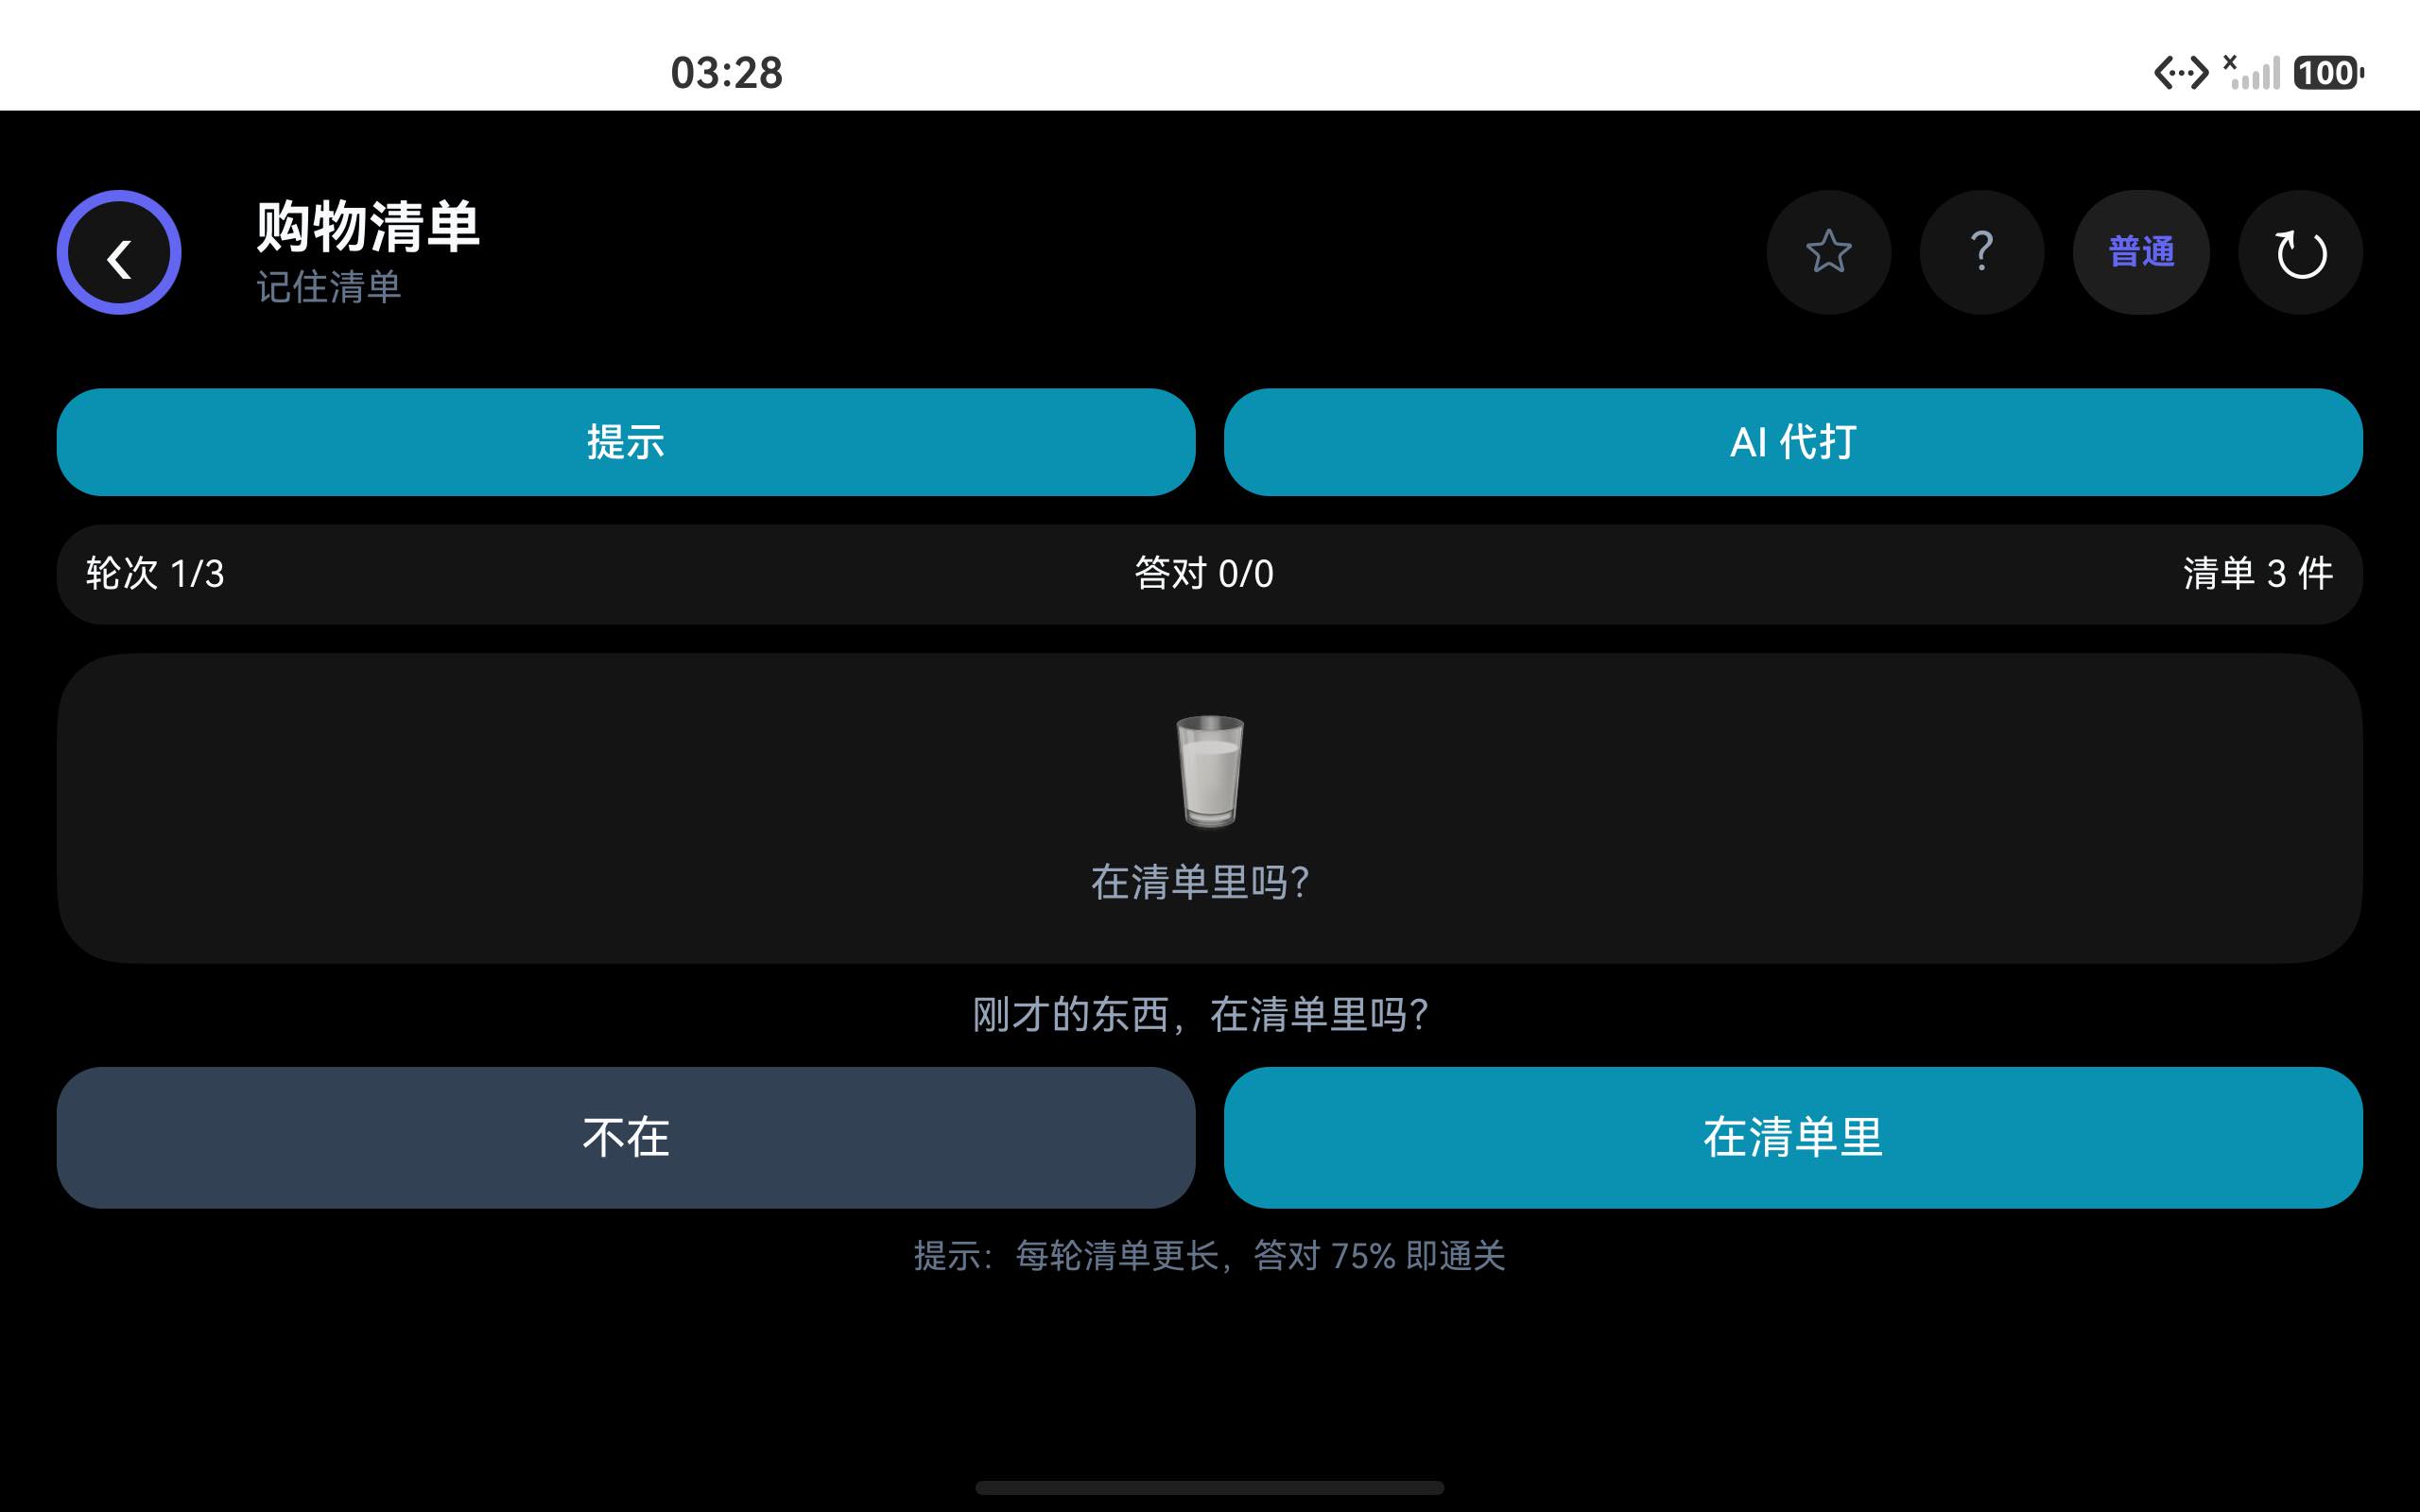 03:28
100
购物清单
记住清单
?
普通
提示
AI 代打
轮次 1/3
答对 0/0
清单 3 件
在清单里吗？
刚才的东西，在清单里吗？
不在
在清单里
提示：每轮清单更长，答对 75% 即通关